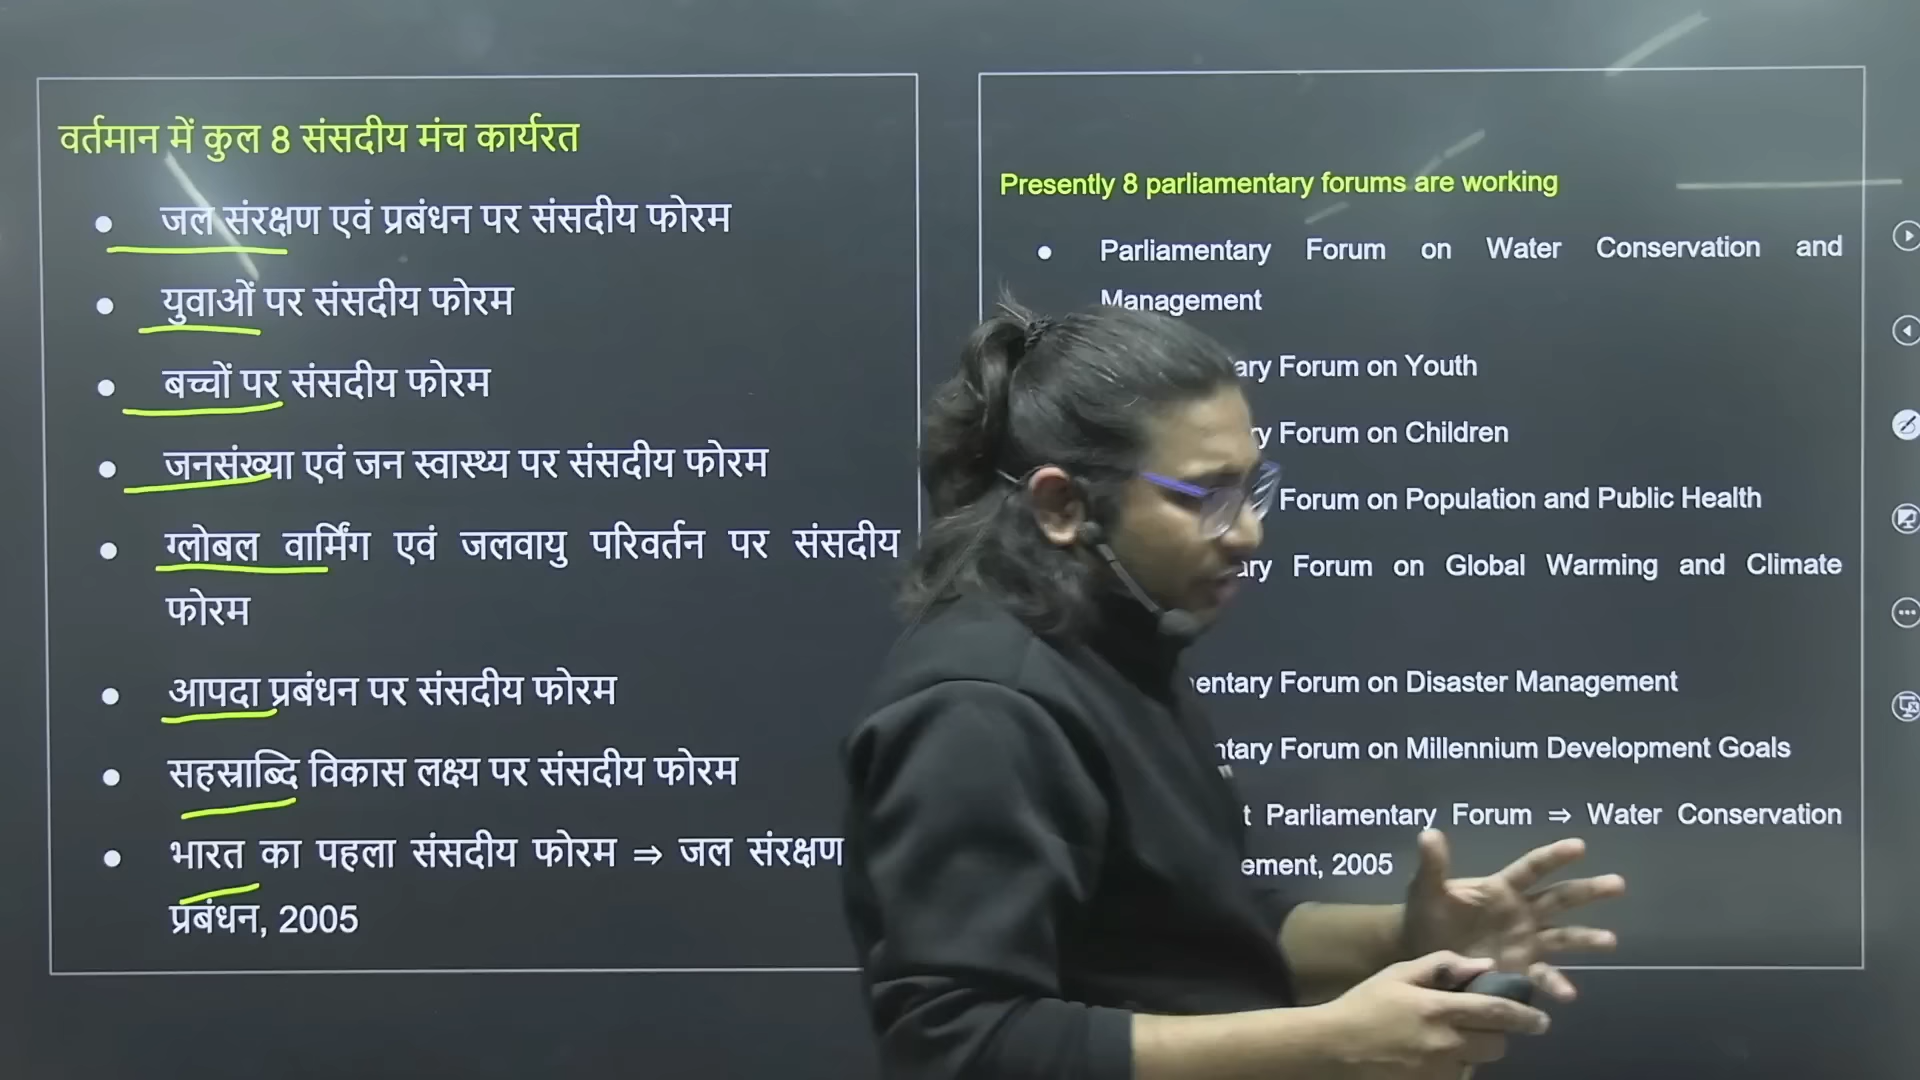 वर्तमान में कुल 8 संसदीय मंच कार्यरत
● जल संरक्षण एवं प्रबंधन पर संसदीय फोरम
● युवाओं पर संसदीय फोरम
● बच्चों पर संसदीय फोरम
● जनसंख्या एवं जन स्वास्थ्य पर संसदीय फोरम
● ग्लोबल वार्मिंग एवं जलवायु परिवर्तन पर संसदीय
फोरम
● आपदा प्रबंधन पर संसदीय फोरम
● सहस्राब्दि विकास लक्ष्य पर संसदीय फोरम
● भारत का पहला संसदीय फोरम ⇒ जल संरक्षण
प्रबंधन, 2005
Presently 8 parliamentary forums are working
● Parliamentary Forum on Water Conservation and
Management
Forum on Youth
Forum on Children
Forum on Population and Public Health
Forum on Global Warming and Climate
Forum on Disaster Management
Forum on Millennium Development Goals
Parliamentary Forum ⇒ Water Conservation
2005